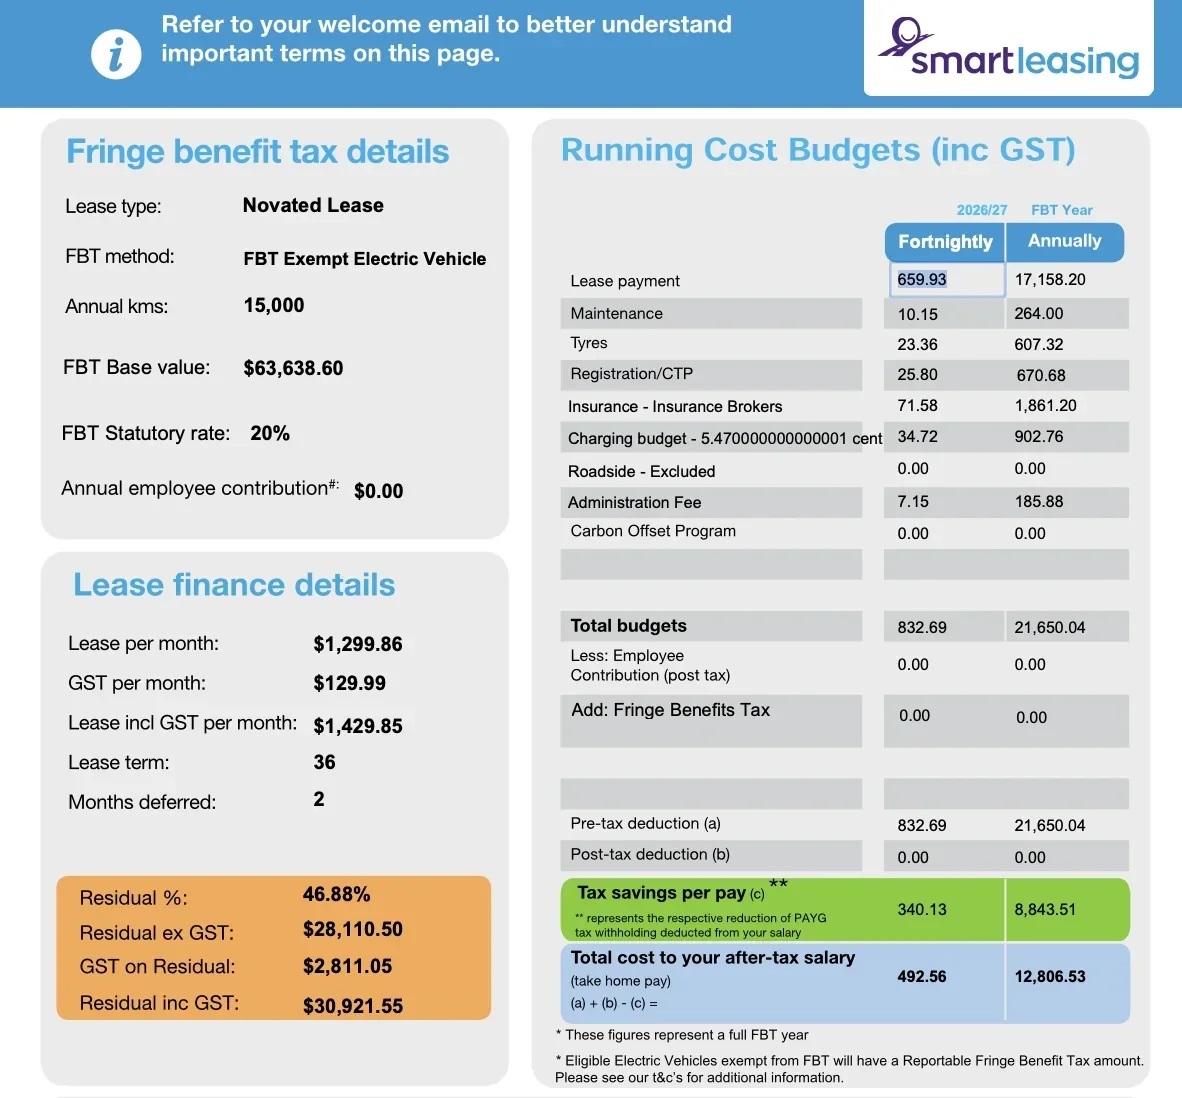 Refer to your welcome email to better understand
important terms on this page.
i
smartleasing
Fringe benefit tax details
Lease type: Novated Lease
FBT method: FBT Exempt Electric Vehicle
Annual kms: 15,000
FBT Base value: $63,638.60
FBT Statutory rate: 20%
Annual employee contribution#: $0.00
Lease finance details
Lease per month: $1,299.86
GST per month: $129.99
Lease incl GST per month: $1,429.85
Lease term: 36
Months deferred: 2
Residual %: 46.88%
Residual ex GST: $28,110.50
GST on Residual: $2,811.05
Residual inc GST: $30,921.55
Running Cost Budgets (inc GST)
2026/27 FBT Year
Fortnightly Annually
Lease payment 659.93 17,158.20
Maintenance 10.15 264.00
Tyres 23.36 607.32
Registration/CTP 25.80 670.68
Insurance - Insurance Brokers 71.58 1,861.20
Charging budget - 5.470000000000001 cent 34.72 902.76
Roadside - Excluded 0.00 0.00
Administration Fee 7.15 185.88
Carbon Offset Program 0.00 0.00
Total budgets 832.69 21,650.04
Less: Employee
Contribution (post tax) 0.00 0.00
Add: Fringe Benefits Tax 0.00 0.00
Pre-tax deduction (a) 832.69 21,650.04
Post-tax deduction (b) 0.00 0.00
Tax savings per pay (c) ** 340.13 8,843.51
** represents the respective reduction of PAYG
tax withholding deducted from your salary
Total cost to your after-tax salary 492.56 12,806.53
(take home pay)
(a) + (b) - (c) =
* These figures represent a full FBT year
* Eligible Electric Vehicles exempt from FBT will have a Reportable Fringe Benefit Tax amount.
Please see our t&c's for additional information.